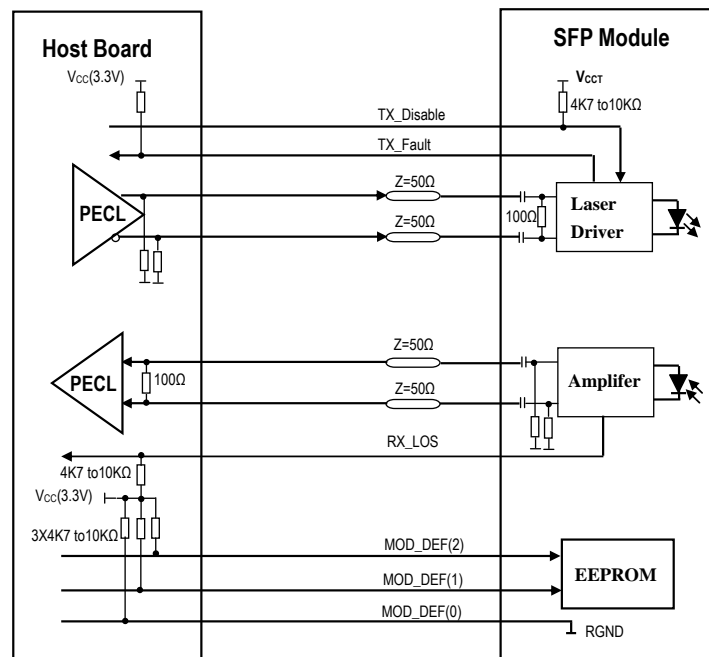 Host Board
SFP Module
VCC(3.3V)
VCCT
4K7 to10KΩ
TX_Disable
TX_Fault
Z=50Ω
PECL
100Ω
Laser
Driver
Z=50Ω
Z=50Ω
PECL
100Ω
Z=50Ω
Amplifer
RX_LOS
4K7 to10KΩ
VCC(3.3V)
3X4K7 to10KΩ
MOD_DEF(2)
EEPROM
MOD_DEF(1)
MOD_DEF(0)
RGND